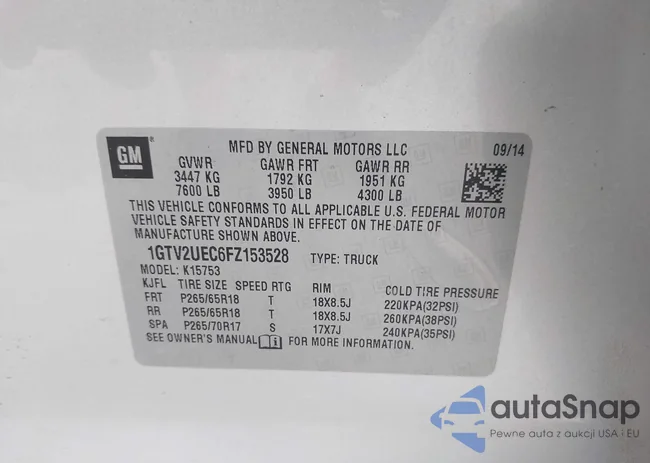 GM
MFD BY GENERAL MOTORS LLC 09/14
GVWR GAWR FRT GAWR RR
3447 KG 1792 KG 1951 KG
7600 LB 3950 LB 4300 LB
THIS VEHICLE CONFORMS TO ALL APPLICABLE U.S. FEDERAL MOTOR
VEHICLE SAFETY STANDARDS IN EFFECT ON THE DATE OF
MANUFACTURE SHOWN ABOVE.
1GTV2UEC6FZ153528 TYPE: TRUCK
MODEL: K15753
KJFL TIRE SIZE SPEED RTG RIM COLD TIRE PRESSURE
FRT P265/65R18 T 18X8.5J 220KPA(32PSI)
RR P265/65R18 T 18X8.5J 260KPA(38PSI)
SPA P265/70R17 S 17X7J 240KPA(35PSI)
SEE OWNER'S MANUAL FOR MORE INFORMATION.
autaSnap
Pewne auta z aukcji USA i EU